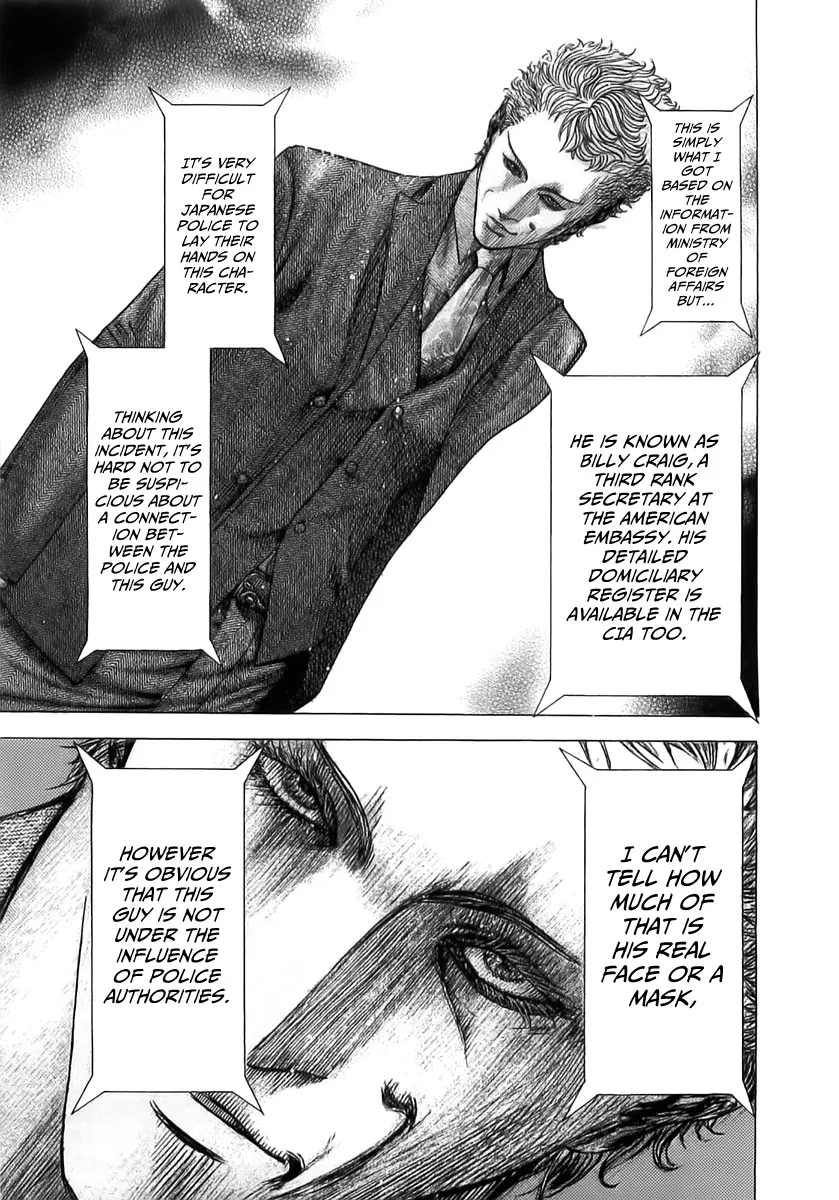 THIS IS
SIMPLY
WHAT I
GOT
BASED ON
THE
INFORMAT-
ION FROM
MINISTRY
OF
FOREIGN
AFFAIRS
BUT...
HE IS KNOWN AS
BILLY CRAIG, A
THIRD RANK
SECRETARY AT
THE AMERICAN
EMBASSY. HIS
DETAILED
DOMICILIARY
REGISTER IS
AVAILABLE IN THE
CIA TOO.
IT'S VERY
DIFFICULT
FOR
JAPANESE
POLICE TO
LAY THEIR
HANDS ON
THIS CHA-
RACTER.
THINKING
ABOUT THIS
INCIDENT, IT'S
HARD NOT TO
BE SUSPI-
CIOUS ABOUT
A CONNECT-
ION BET-
WEEN THE
POLICE AND
THIS GUY.
I CAN'T
TELL HOW
MUCH OF
THAT IS
HIS REAL
FACE OR A
MASK,
HOWEVER
IT'S OBVIOUS
THAT THIS
GUY IS NOT
UNDER THE
INFLUENCE
OF POLICE
AUTHORITIES.